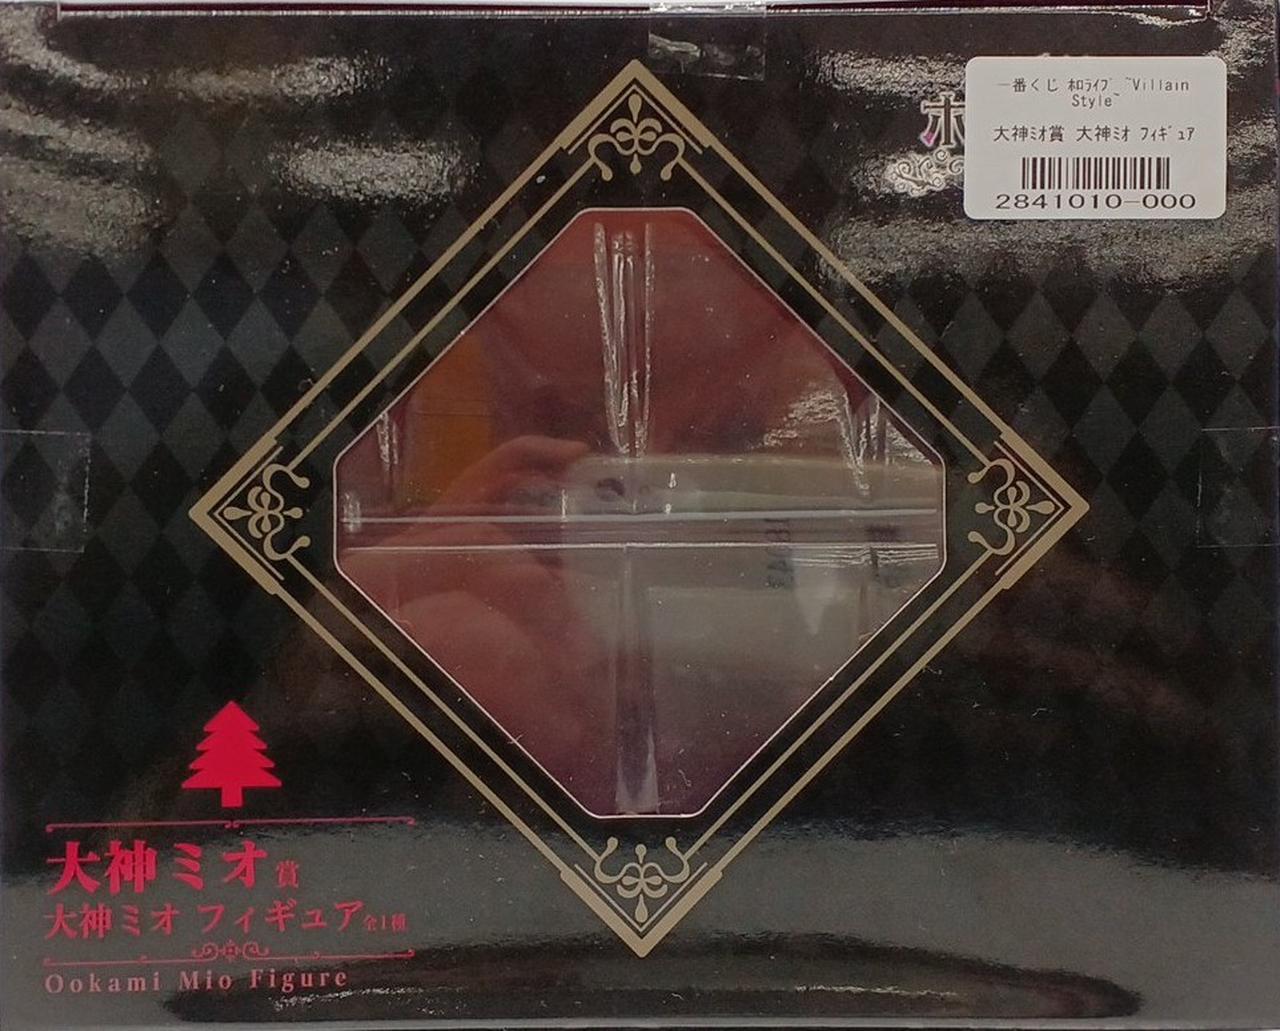 一番くじ ﾎﾛﾗｲﾌﾞ ~Villain
Style~
大神ﾐｵ賞 大神ﾐｵ ﾌｨｷﾞｭｱ
2841010-000
ホ
大神ミオ賞
大神ミオ フィギュア全1種
Ookami Mio Figure